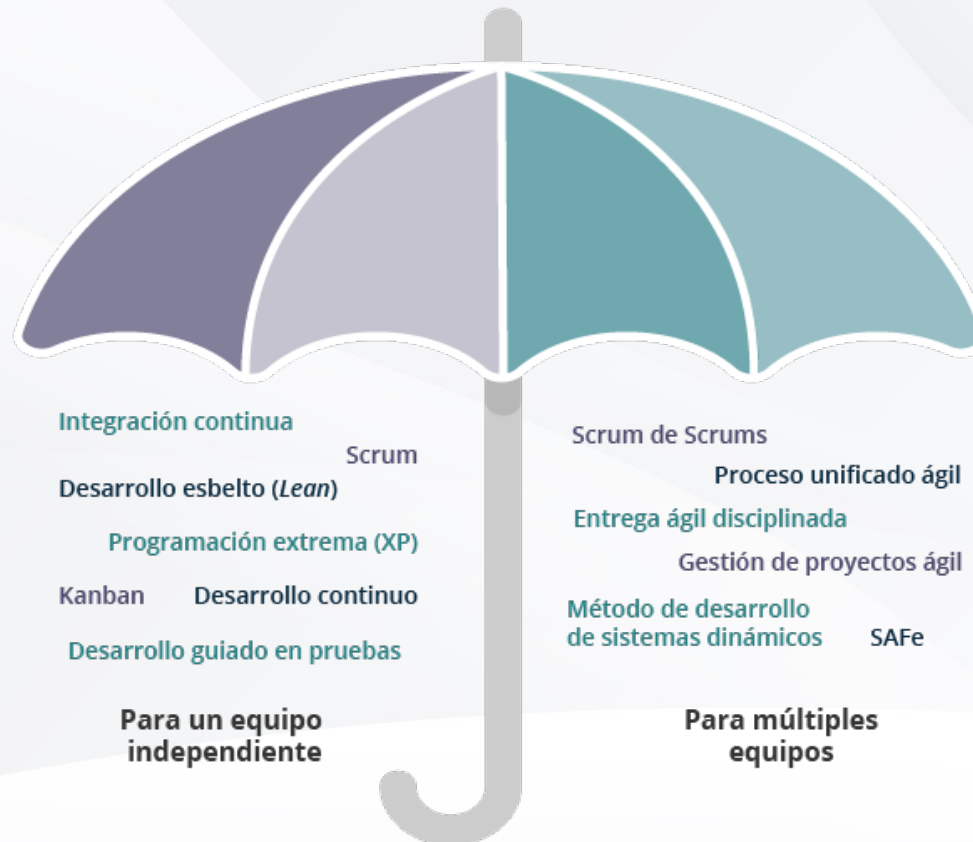 Integración continua
Scrum
Desarrollo esbelto (Lean)
Programación extrema (XP)
Kanban
Desarrollo continuo
Desarrollo guiado en pruebas
Para un equipo
independiente
Scrum de Scrums
Proceso unificado ágil
Entrega ágil disciplinada
Gestión de proyectos ágil
Método de desarrollo
de sistemas dinámicos
SAFe
Para múltiples
equipos